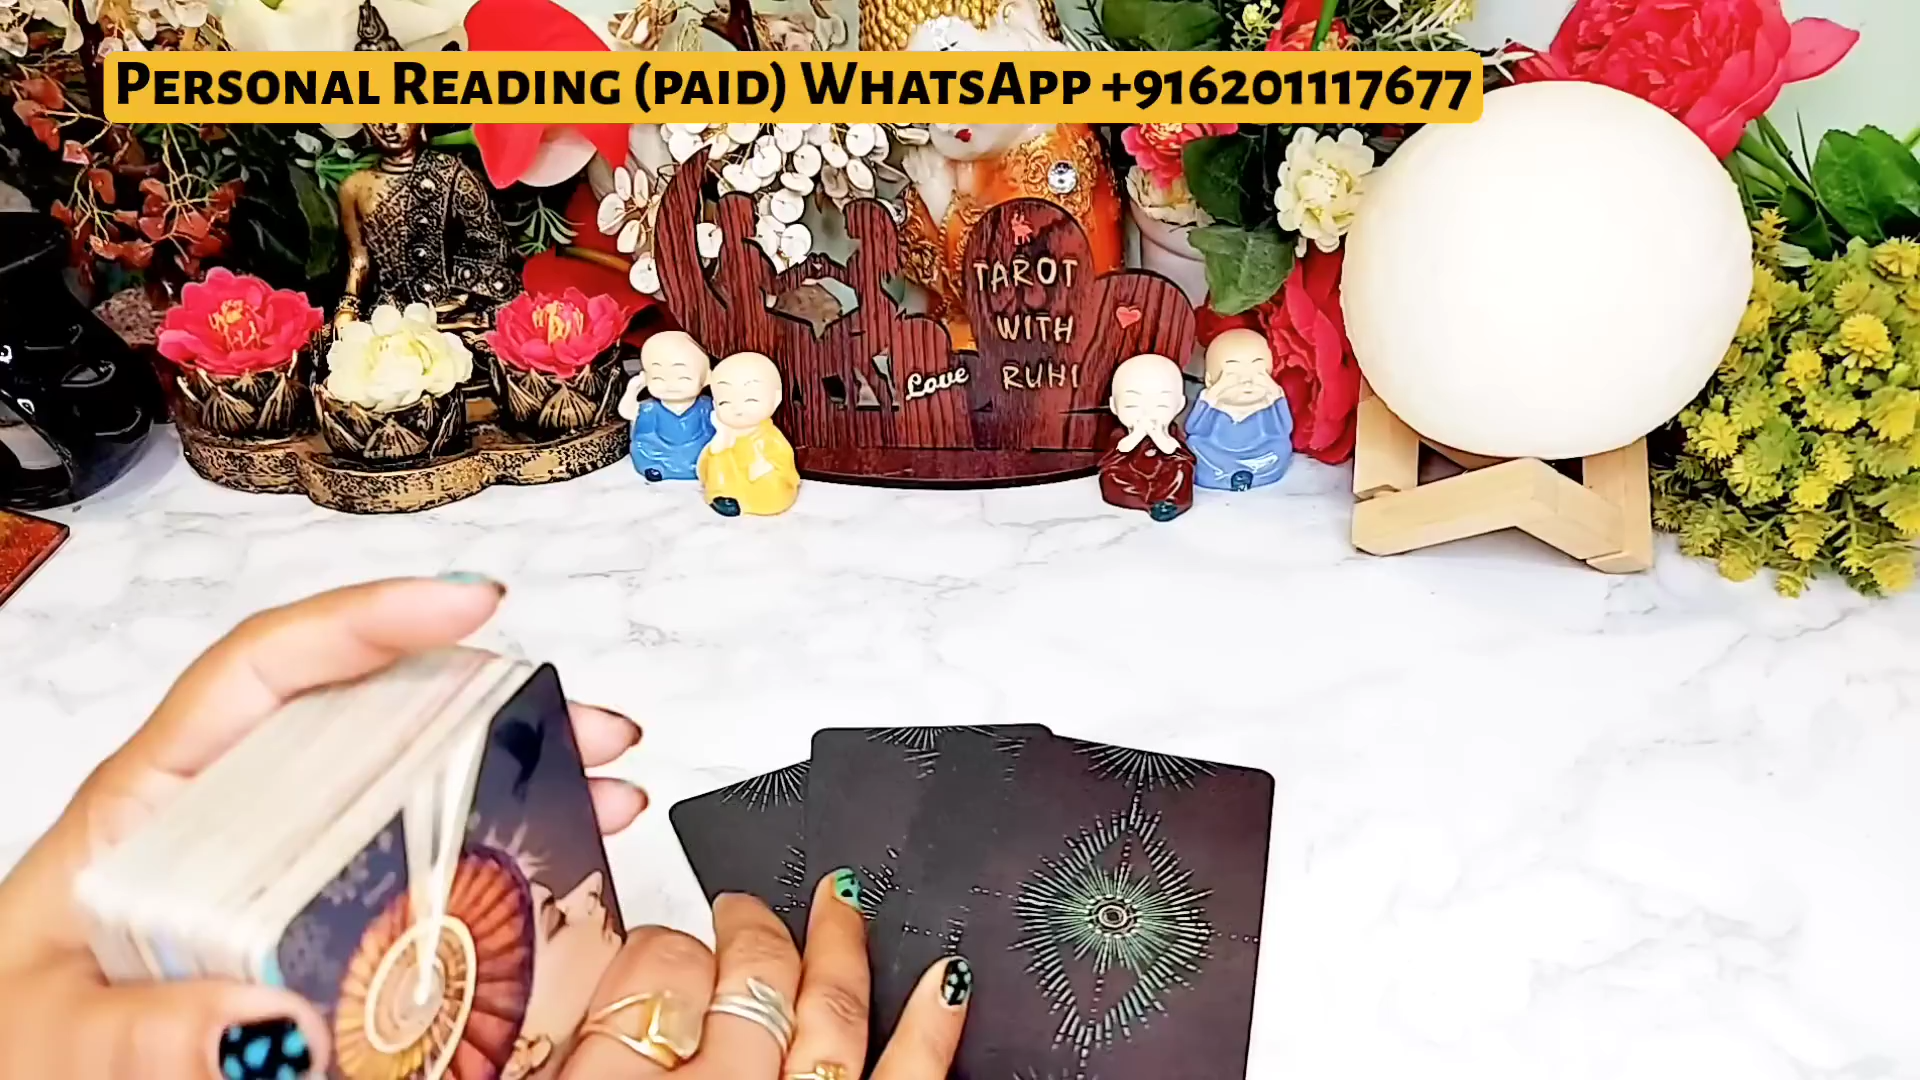 Personal Reading (paid) WhatsApp +916201117677
TAROT
WITH
RUHI
Love